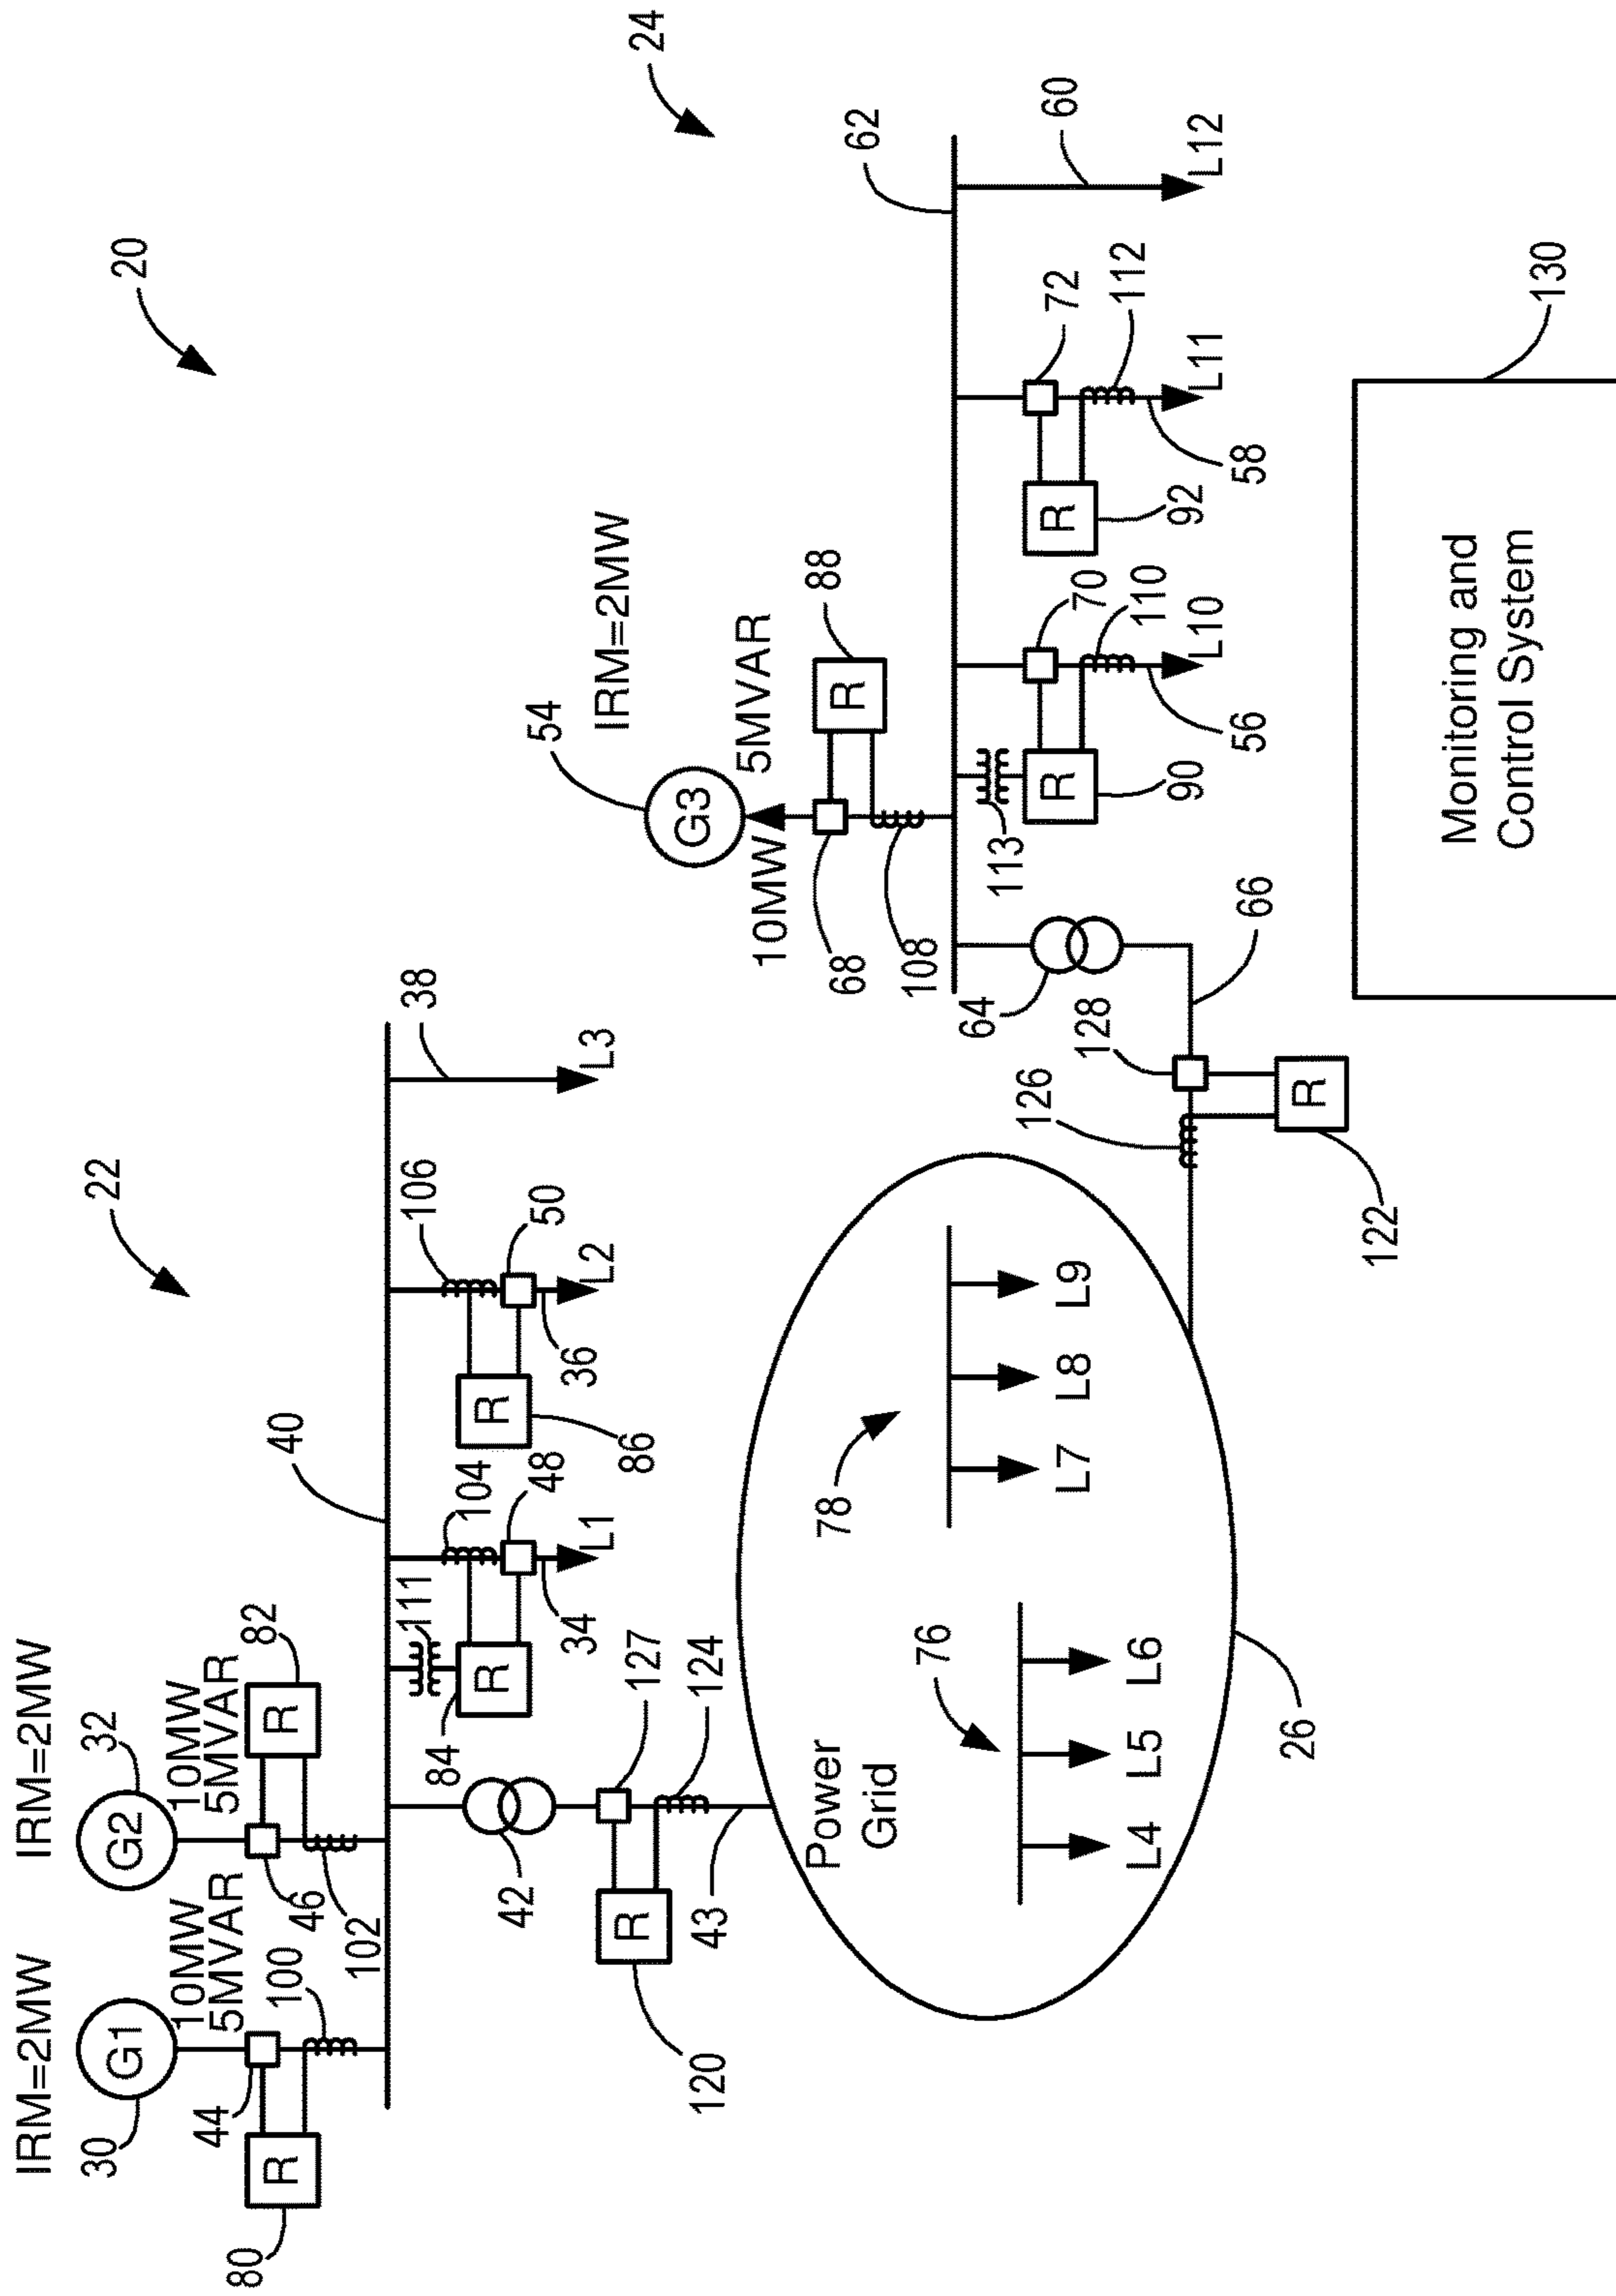 20
22
24
IRM=2MW
IRM=2MW
30
G1
G2
32
10MW
5MVAR
10MW
5MVAR
44
46
80
R
R
82
100
102
40
38
111
104
106
84
R
48
R
86
50
34
36
L1
L2
L3
42
127
120
R
124
43
Power
Grid
76
78
L4
L5
L6
L7
L8
L9
26
54
G3
IRM=2MW
10MW
5MVAR
68
R
88
108
62
64
113
R
90
70
110
56
L10
R
92
72
112
58
L11
60
L12
66
128
126
R
122
Monitoring and
Control System
130